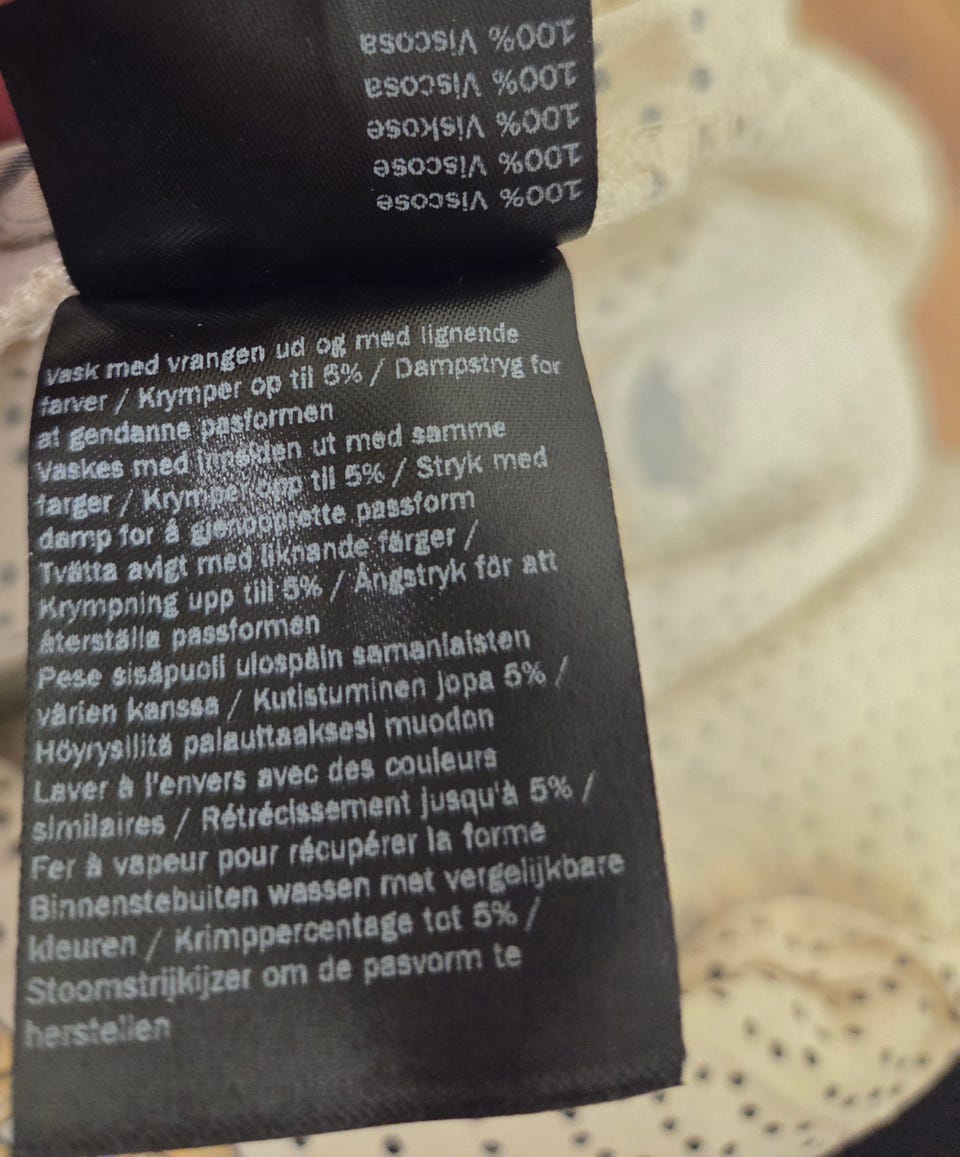 100% Viscose
100% Viscose
100% Viskose
100% Viscosa
100% Viscosa
Vask med vrangen ud og med lignende
farver / Krymper op til 5% / Dampstryg for
at gendanne pasformen
Vaskes med innsiden ut med samme
farger / Krymper opp til 5% / Stryk med
damp for å gjenopprette passform
Tvätta avigt med liknande färger /
Krympning upp till 5% / Ångstryk för att
återställa passformen
Pese sisäpuoli ulospäin samanlaisten
värien kanssa / Kutistuminen jopa 5% /
Höyrysilitä palauttaaksesi muodon
Laver à l'envers avec des couleurs
similaires / Rétrécissement jusqu'à 5% /
Fer à vapeur pour récupérer la forme
Binnenstebuiten wassen met vergelijkbare
kleuren / Krimppercentage tot 5% /
Stoomstrijkijzer om de pasvorm te
herstellen